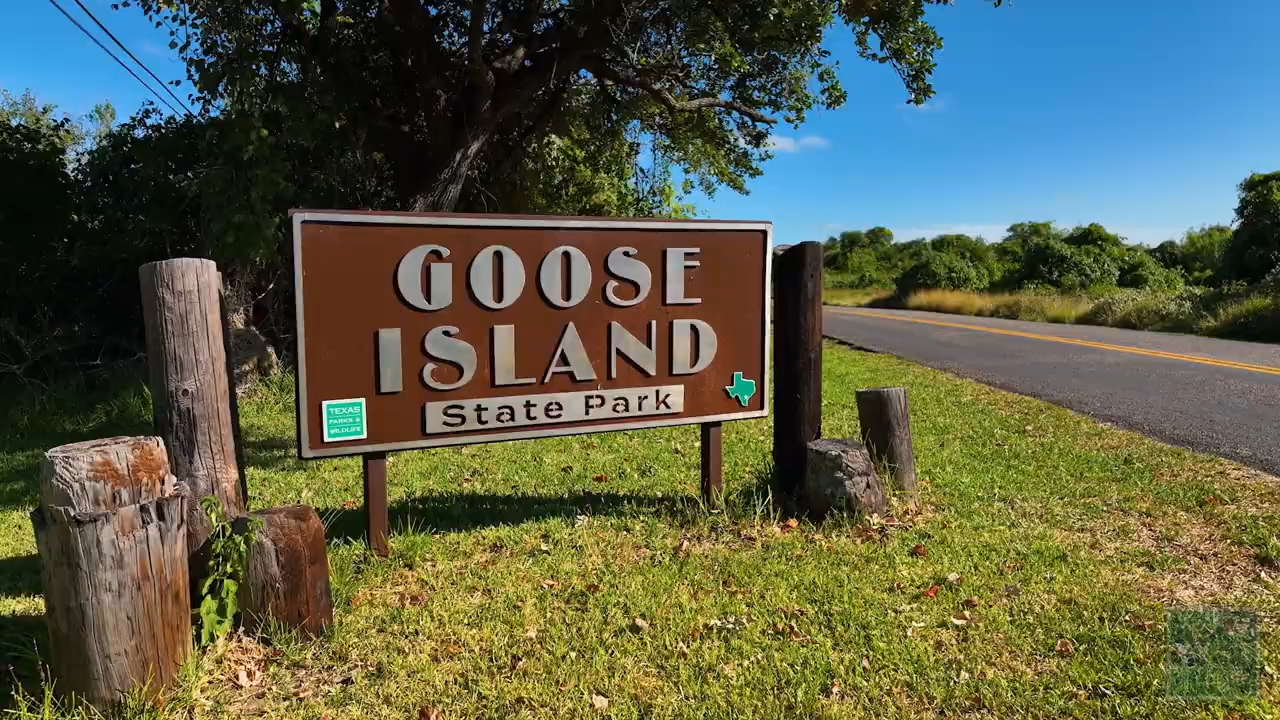 GOOSE
ISLAND
State Park
TEXAS
PARKS &
WILDLIFE